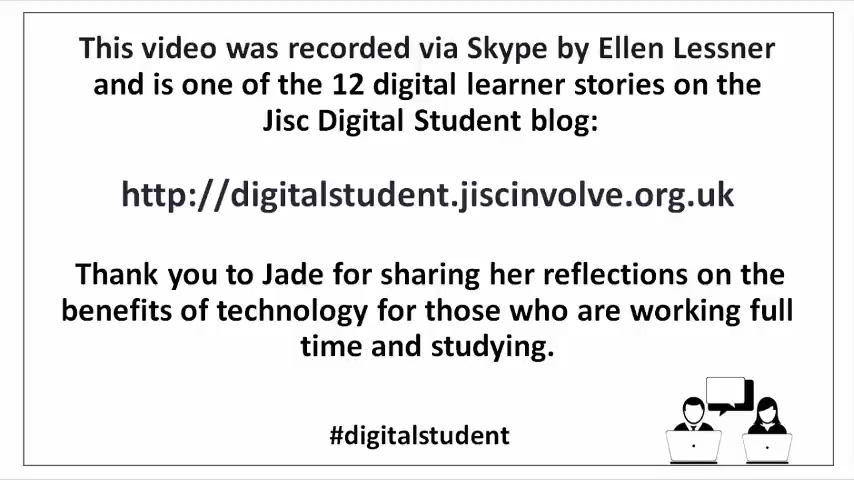 This video was recorded via Skype by Ellen Lessner
and is one of the 12 digital learner stories on the
Jisc Digital Student blog:
http://digitalstudent.jiscinvolve.org.uk
Thank you to Jade for sharing her reflections on the
benefits of technology for those who are working full
time and studying.
#digitalstudent